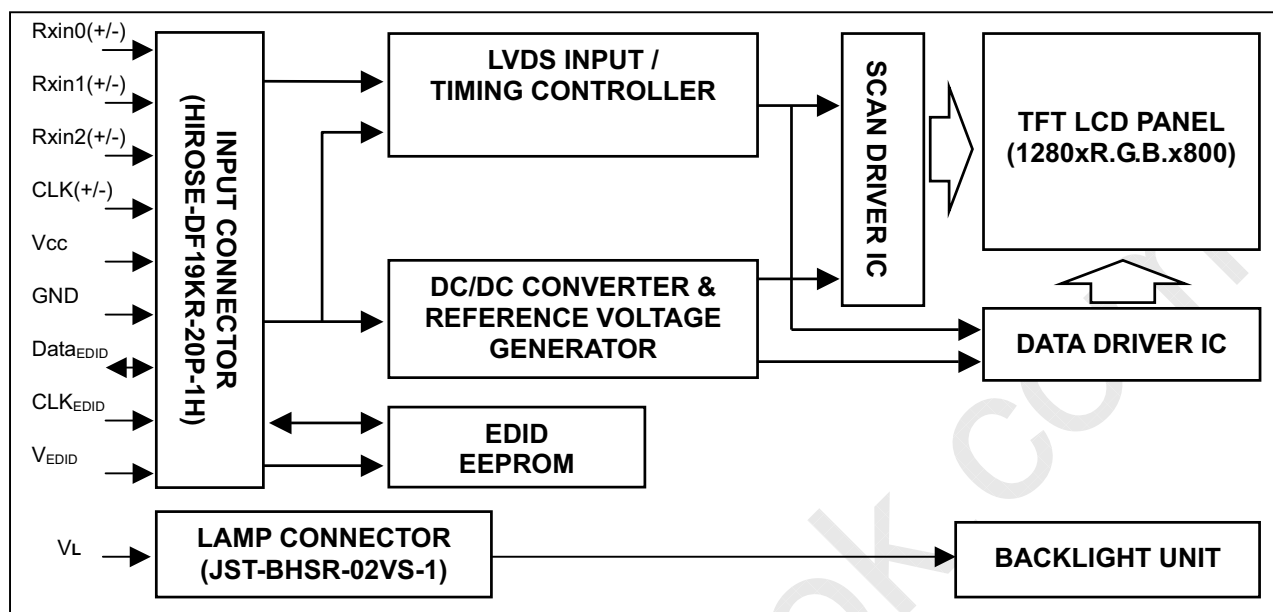 Rxin0(+/-)
Rxin1(+/-)
Rxin2(+/-)
CLK(+/-)
Vcc
GND
DataEDID
CLKEDID
VEDID
VL
INPUT CONNECTOR
(HIROSE-DF19KR-20P-1H)
LVDS INPUT /
TIMING CONTROLLER
DC/DC CONVERTER &
REFERENCE VOLTAGE
GENERATOR
EDID
EEPROM
SCAN DRIVER IC
TFT LCD PANEL
(1280xR.G.B.x800)
DATA DRIVER IC
LAMP CONNECTOR
(JST-BHSR-02VS-1)
BACKLIGHT UNIT